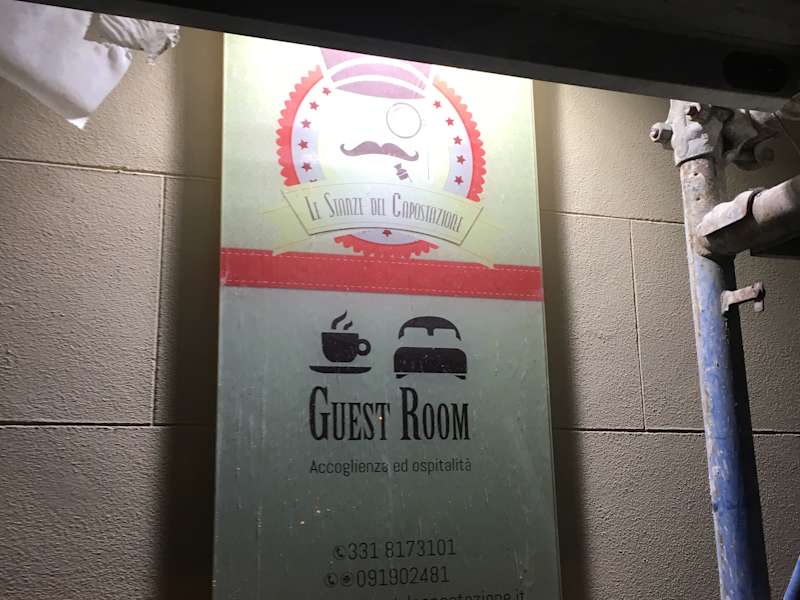 LE STANZE DEL CAPOSTAZIONE
GUEST ROOM
Accoglienza ed ospitalità
331 8173101
091902481